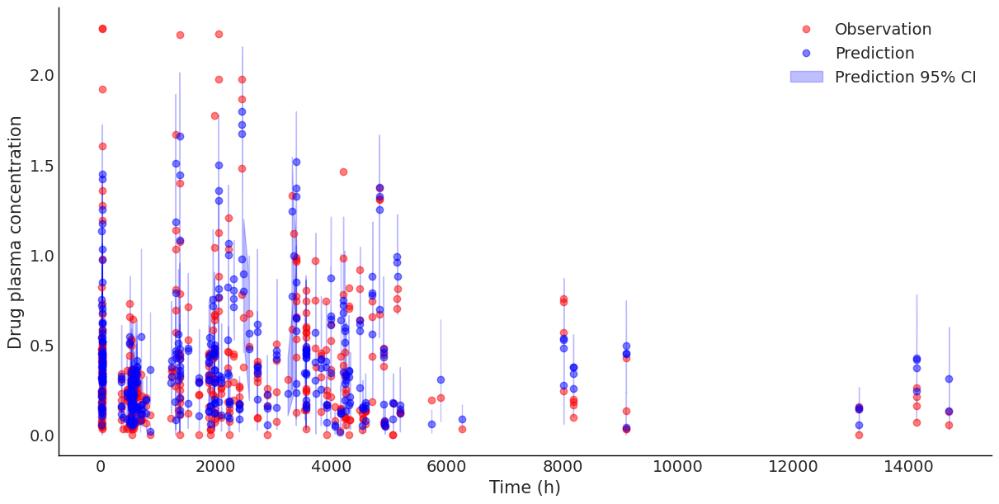 Observation
Prediction
Prediction 95% CI
Drug plasma concentration
2.0
1.5
1.0
0.5
0.0
0 2000 4000 6000 8000 10000 12000 14000
Time (h)